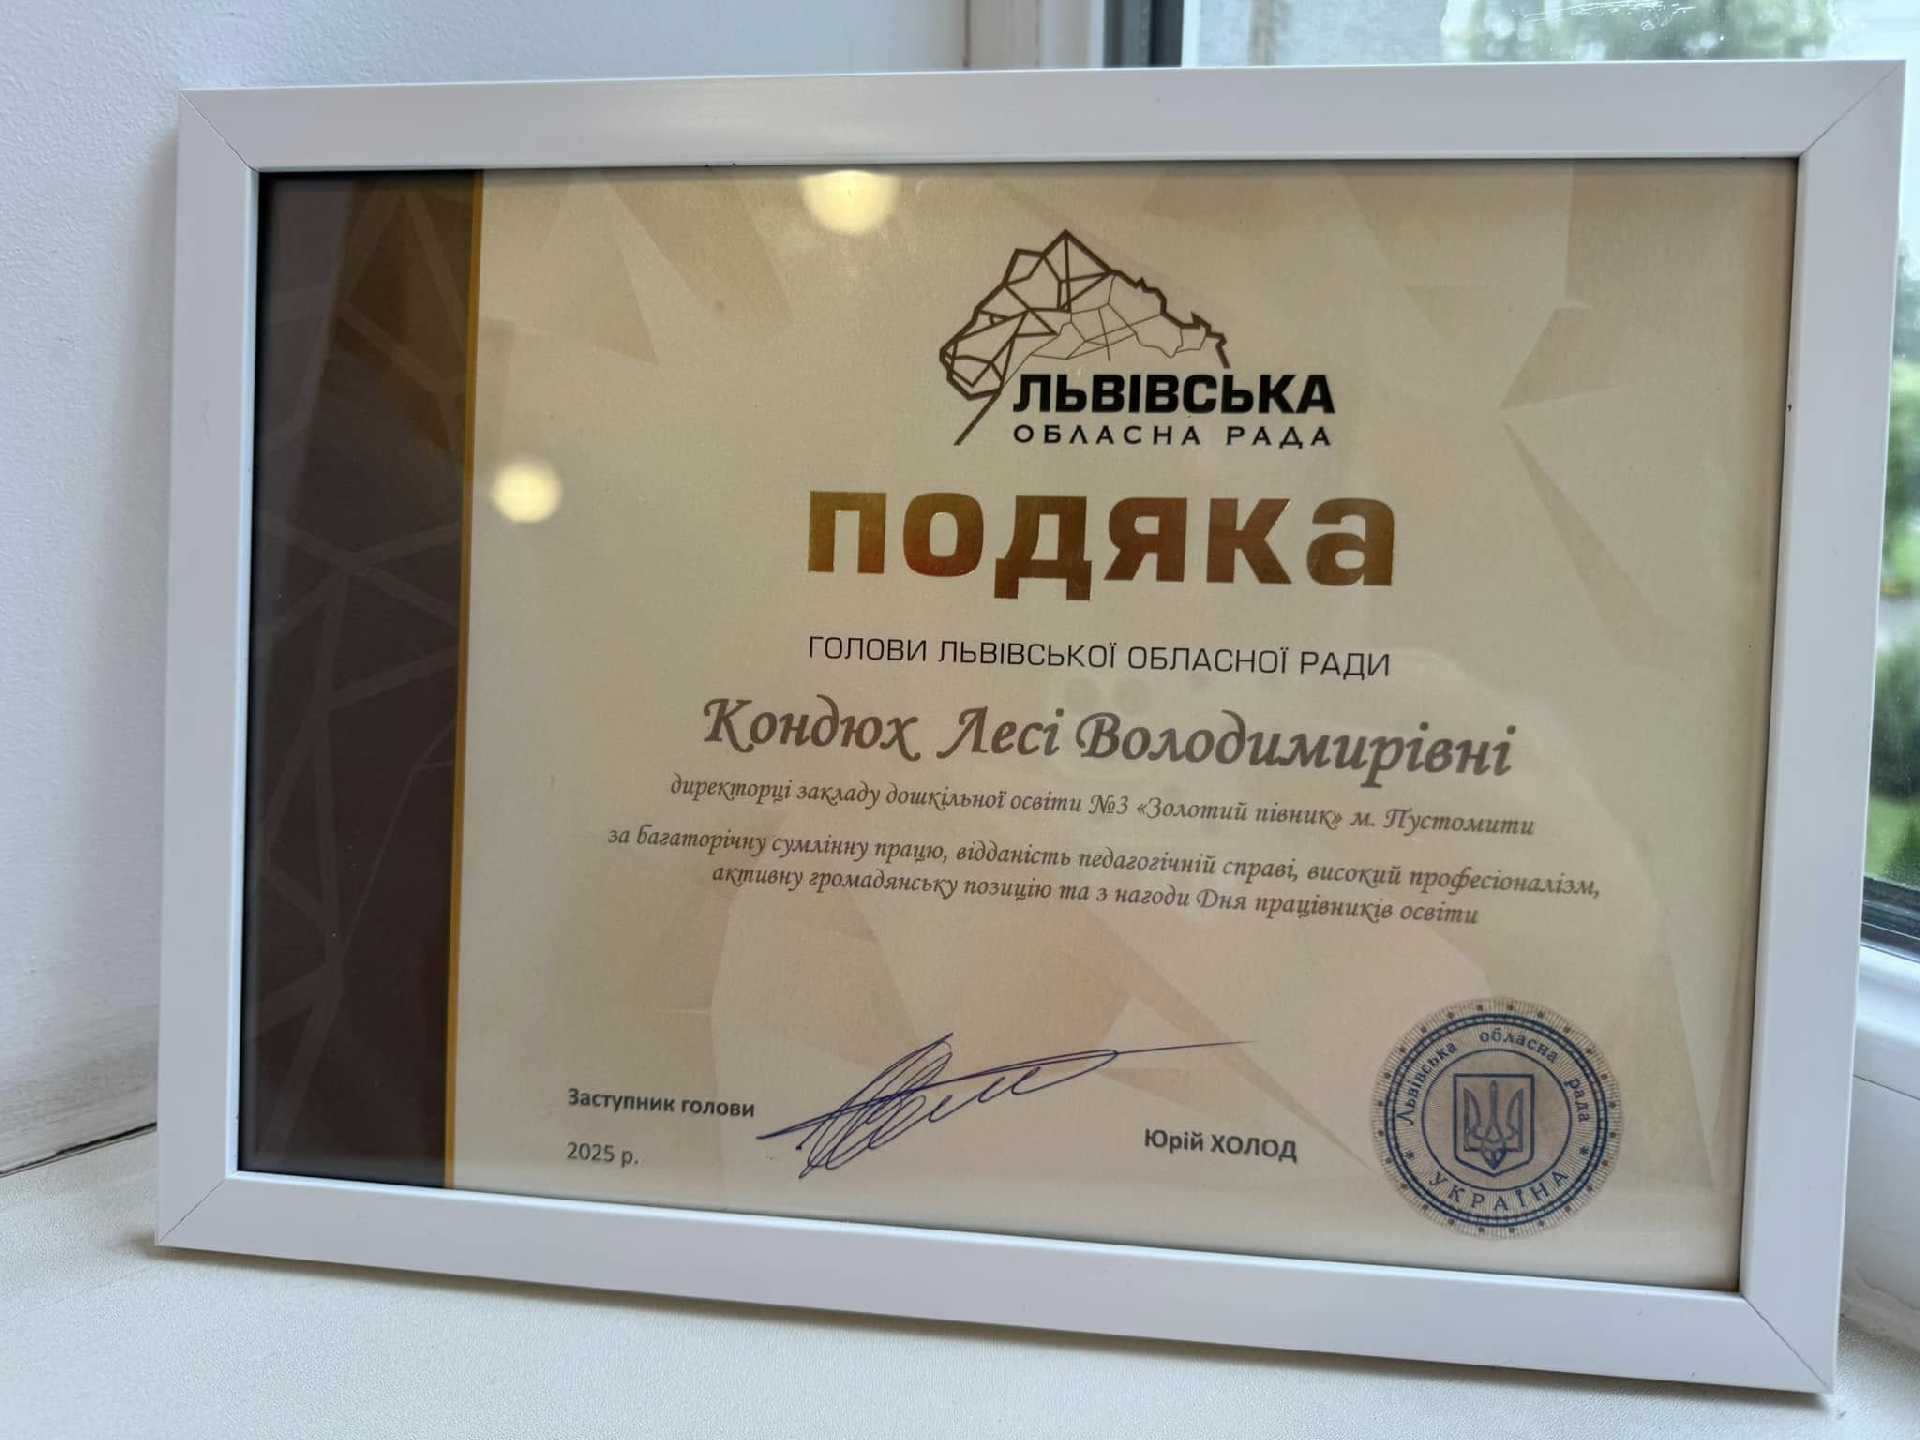 ЛЬВІВСЬКА
ОБЛАСНА РАДА
ПОДЯКА
ГОЛОВИ ЛЬВІВСЬКОЇ ОБЛАСНОЇ РАДИ
Кондюх Лесі Володимирівні
директорці закладу дошкільної освіти №3 «Золотий півник» м. Пустомити
за багаторічну сумлінну працю, відданість педагогічній справі, високий професіоналізм,
активну громадянську позицію та з нагоди Дня працівників освіти
Заступник голови
2025 р.
Юрій ХОЛОД
Львівська обласна рада
* УКРАЇНА *